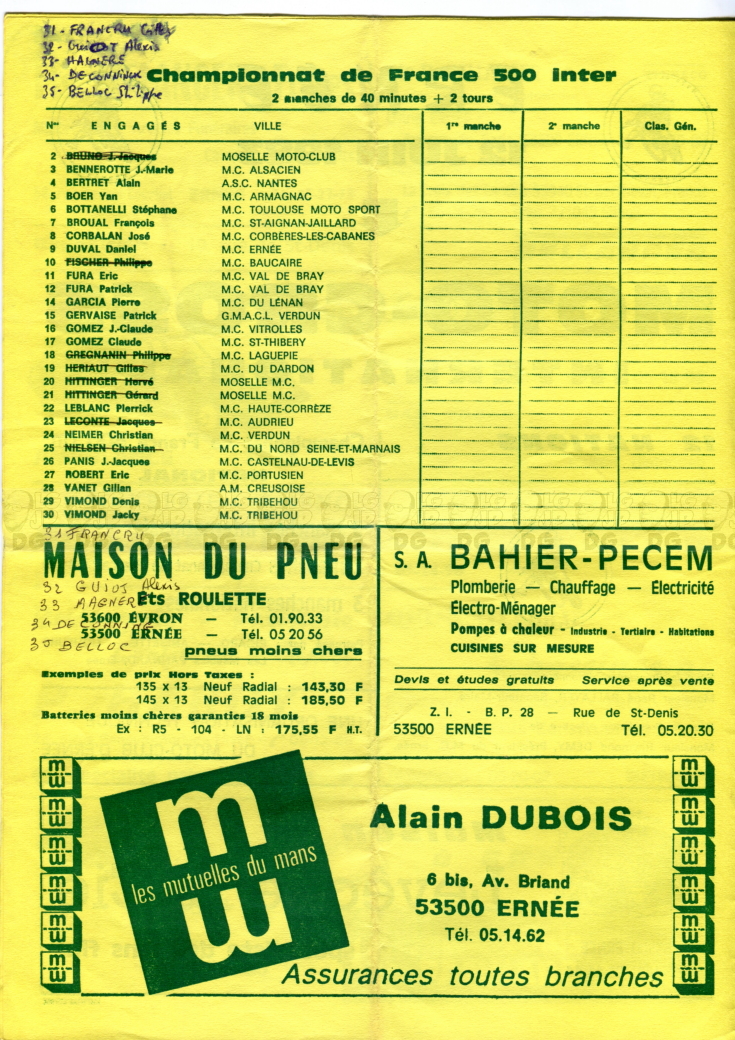 31- FRANCRU Gilles
32- GUIOT Alexis
33- HAGNERE
34- DECONNINCK
35- BELLOC Philippe
Championnat de France 500 inter
2 manches de 40 minutes + 2 tours
Nos ENGAGÉS VILLE 1re manche 2e manche Clas. Gén.
2 BRUNO J.-Jacques MOSELLE MOTO-CLUB
3 BENNEROTTE J.-Marie M.C. ALSACIEN
4 BERTRET Alain A.S.C. NANTES
5 BOER Yan M.C. ARMAGNAC
6 BOTTANELLI Stéphane M.C. TOULOUSE MOTO SPORT
7 BROUAL François M.C. ST-AIGNAN-JAILLARD
8 CORBALAN José M.C. CORBÈRES-LES-CABANES
9 DUVAL Daniel M.C. ERNÉE
10 FISCHER Philippe M.C. BAUCAIRE
11 FURA Eric M.C. VAL DE BRAY
12 FURA Patrick M.C. VAL DE BRAY
14 GARCIA Pierre M.C. DU LÉNAN
15 GERVAISE Patrick G.M.A.C.L. VERDUN
16 GOMEZ J.-Claude M.C. VITROLLES
17 GOMEZ Claude M.C. ST-THIBERY
18 GREGNANIN Philippe M.C. LAGUEPIE
19 HERIAUT Gilles M.C. DU DARDON
20 HITTINGER Hervé MOSELLE M.C.
21 HITTINGER Gérard MOSELLE M.C.
22 LEBLANC Pierrick M.C. HAUTE-CORRÈZE
23 LECONTE Jacques M.C. AUDRIEU
24 NEIMER Christian M.C. VERDUN
25 NIELSEN Christian M.C. DU NORD SEINE-ET-MARNAIS
26 PANIS J.-Jacques M.C. CASTELNAU-DE-LEVIS
27 ROBERT Eric M.C. PORTUSIEN
28 VANET Gilian A.M. CREUSOISE
29 VIMOND Denis M.C. TRIBEHOU
30 VIMOND Jacky M.C. TRIBEHOU
31 FRANCRU
MAISON DU PNEU
32 GUIOT Alexis
33 HAGNERE
Ets ROULETTE
53600 ÉVRON — Tél. 01.90.33
34 DE CONNINC
53500 ERNÉE — Tél. 05 20 56
35 BELLOC
pneus moins chers
Exemples de prix Hors Taxes :
135 x 13 Neuf Radial : 143,30 F
145 x 13 Neuf Radial : 185,50 F
Batteries moins chères garanties 18 mois
Ex : R5 - 104 - LN : 175,55 F H.T.
S. A. BAHIER-PECEM
Plomberie — Chauffage — Électricité
Électro-Ménager
Pompes à chaleur - Industrie - Tertiaire - Habitations
CUISINES SUR MESURE
Devis et études gratuits Service après vente
Z. I. - B. P. 28 — Rue de St-Denis
53500 ERNÉE Tél. 05.20.30
les mutuelles du mans
Alain DUBOIS
6 bis, Av. Briand
53500 ERNÉE
Tél. 05.14.62
Assurances toutes branches